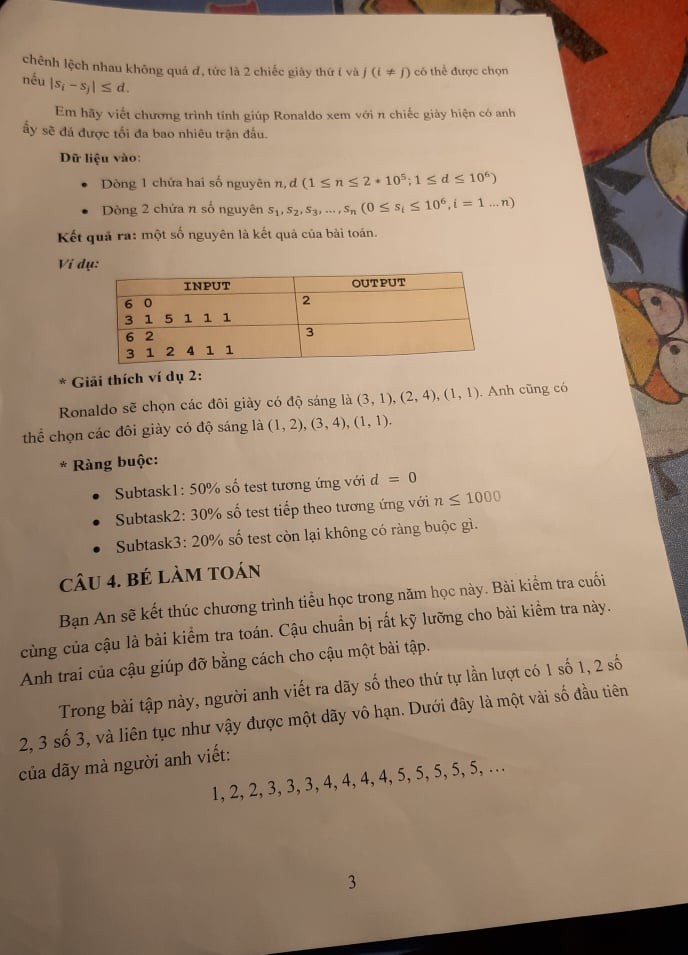 chênh lệch nhau không quá d, tức là 2 chiếc giày thứ i và j (i ≠ j) có thể được chọn
nếu |sᵢ − sⱼ| ≤ d.
Em hãy viết chương trình tính giúp Ronaldo xem với n chiếc giày hiện có anh
ấy sẽ đá được tối đa bao nhiêu trận đấu.
Dữ liệu vào:
• Dòng 1 chứa hai số nguyên n, d (1 ≤ n ≤ 2 * 10⁵; 1 ≤ d ≤ 10⁶)
• Dòng 2 chứa n số nguyên s₁, s₂, s₃, ..., sₙ (0 ≤ sᵢ ≤ 10⁶, i = 1 ... n)
Kết quả ra: một số nguyên là kết quả của bài toán.
Ví dụ:
INPUT OUTPUT
6 0 2
3 1 5 1 1 1
6 2 3
3 1 2 4 1 1
* Giải thích ví dụ 2:
Ronaldo sẽ chọn các đôi giày có độ sáng là (3, 1), (2, 4), (1, 1). Anh cũng có
thể chọn các đôi giày có độ sáng là (1, 2), (3, 4), (1, 1).
* Ràng buộc:
• Subtask1: 50% số test tương ứng với d = 0
• Subtask2: 30% số test tiếp theo tương ứng với n ≤ 1000
• Subtask3: 20% số test còn lại không có ràng buộc gì.
CÂU 4. BÉ LÀM TOÁN
Bạn An sẽ kết thúc chương trình tiểu học trong năm học này. Bài kiểm tra cuối
cùng của cậu là bài kiểm tra toán. Cậu chuẩn bị rất kỹ lưỡng cho bài kiểm tra này.
Anh trai của cậu giúp đỡ bằng cách cho cậu một bài tập.
Trong bài tập này, người anh viết ra dãy số theo thứ tự lần lượt có 1 số 1, 2 số
2, 3 số 3, và liên tục như vậy được một dãy vô hạn. Dưới đây là một vài số đầu tiên
của dãy mà người anh viết:
1, 2, 2, 3, 3, 3, 4, 4, 4, 4, 5, 5, 5, 5, 5, …
3